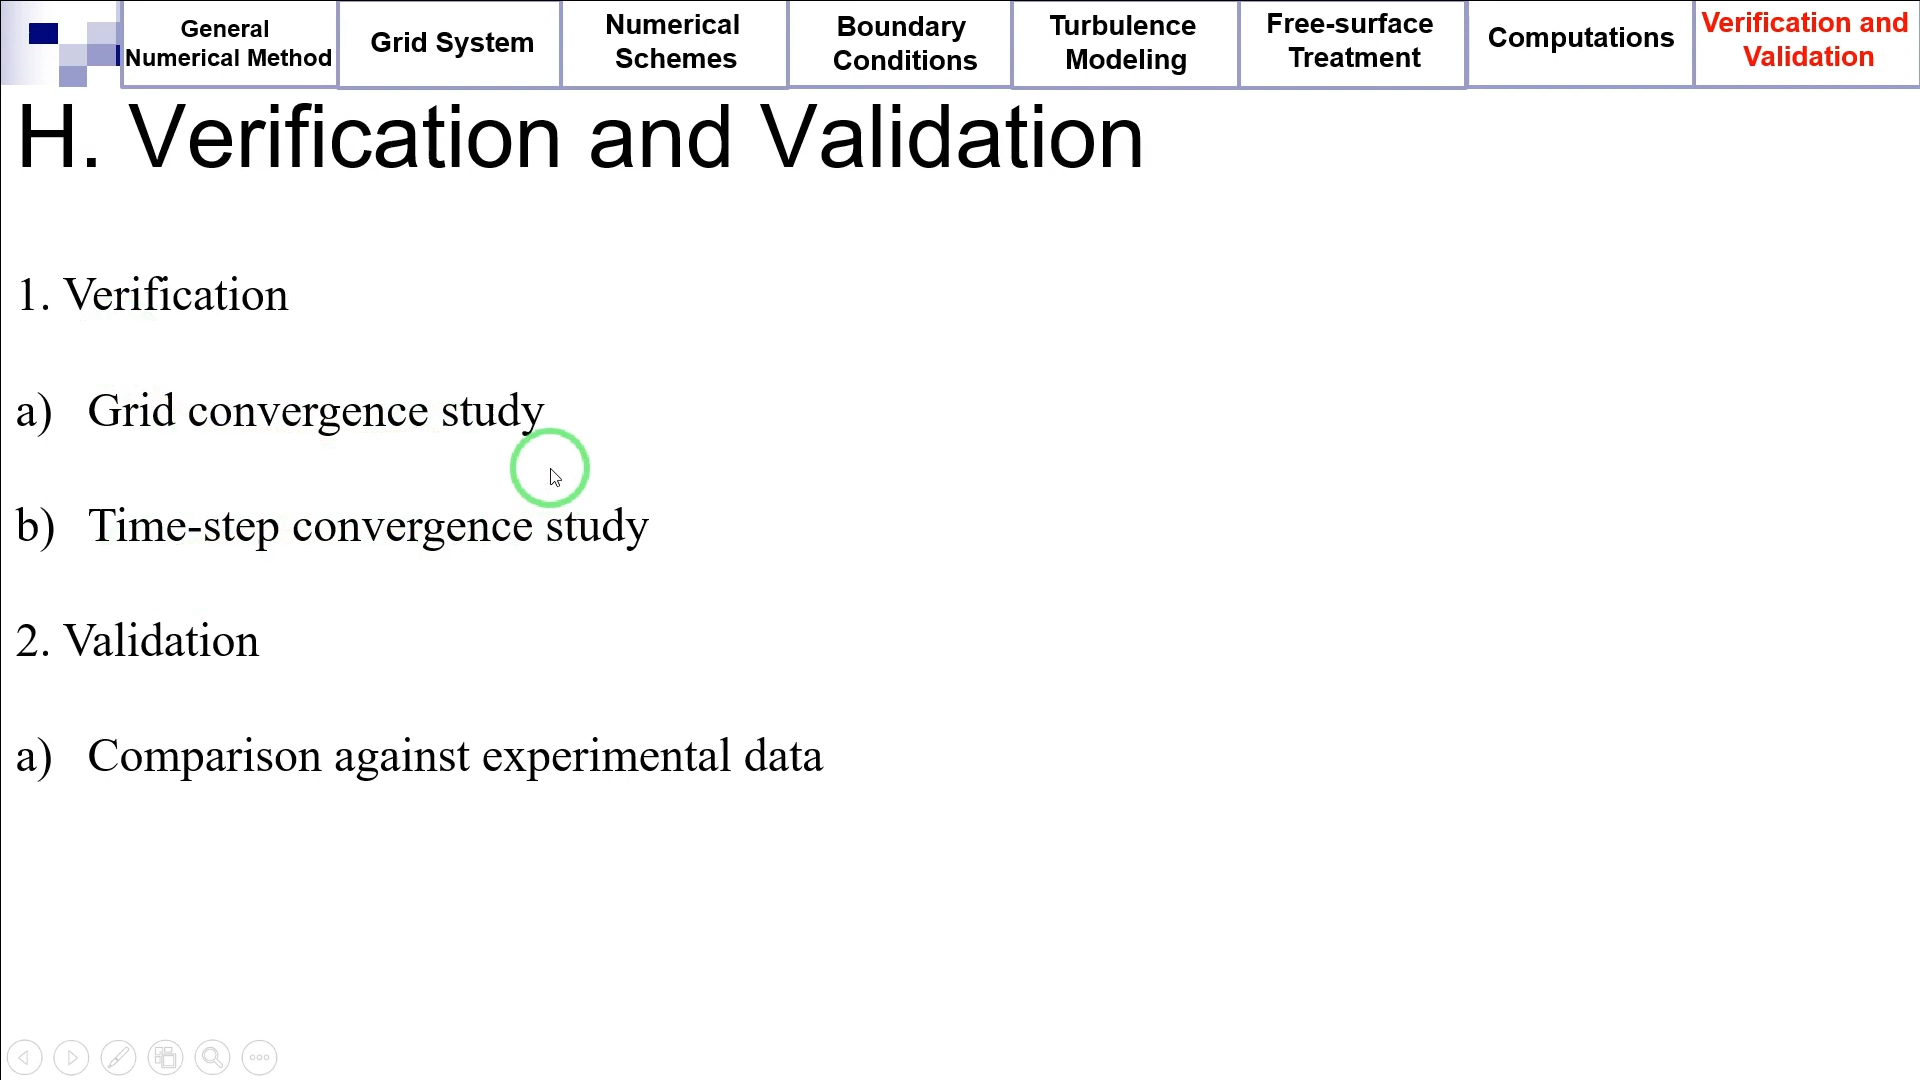 General
Numerical Method
Grid System
Numerical
Schemes
Boundary
Conditions
Turbulence
Modeling
Free-surface
Treatment
Computations
Verification and
Validation
H. Verification and Validation
1. Verification
a) Grid convergence study
b) Time-step convergence study
2. Validation
a) Comparison against experimental data